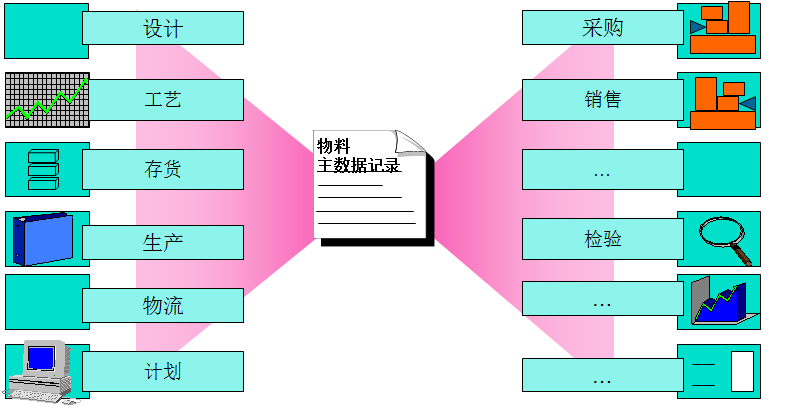 设计
工艺
存货
生产
物流
计划
物料
主数据记录
采购
销售
...
检验
...
...